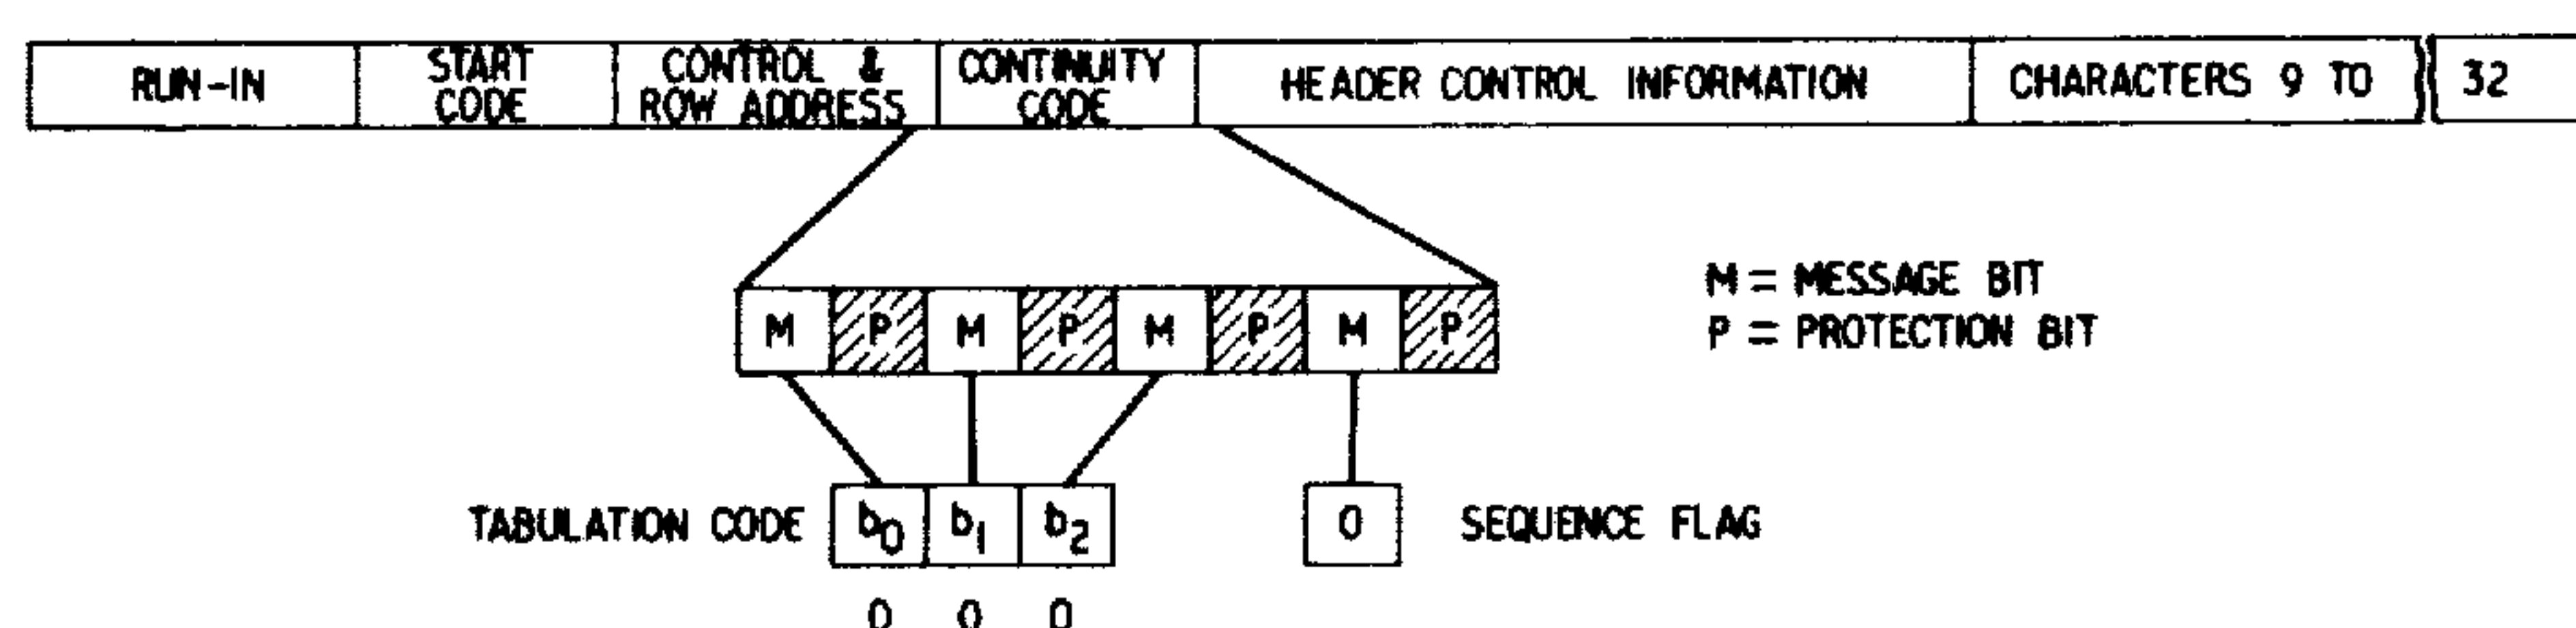 RUN-IN
START CODE
CONTROL & ROW ADDRESS
CONTINUITY CODE
HEADER CONTROL INFORMATION
CHARACTERS 9 TO 32
M P M P M P M P
M = MESSAGE BIT
P = PROTECTION BIT
TABULATION CODE b0 b1 b2
0 SEQUENCE FLAG
0 0 0